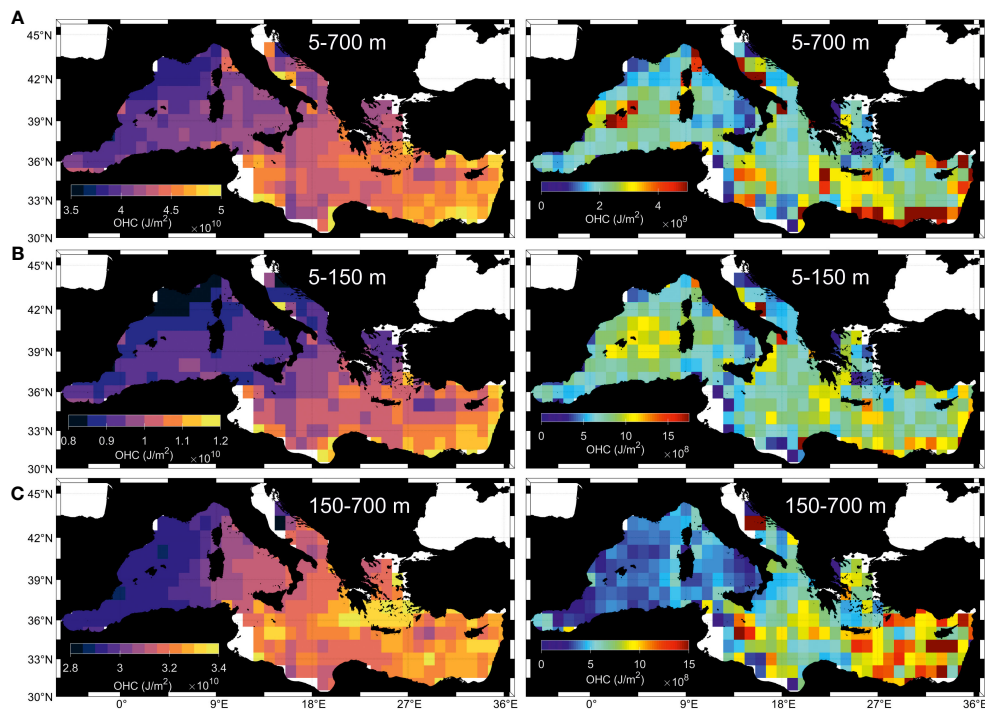 A
45°N
42°N
39°N
36°N
33°N
30°N
5-700 m
3.5 4 4.5 5
OHC (J/m²) ×10¹⁰
5-700 m
0 2 4
OHC (J/m²) ×10⁹
B
45°N
42°N
39°N
36°N
33°N
30°N
5-150 m
0.8 0.9 1 1.1 1.2
OHC (J/m²) ×10¹⁰
5-150 m
0 5 10 15
OHC (J/m²) ×10⁸
C
45°N
42°N
39°N
36°N
33°N
30°N
150-700 m
2.8 3 3.2 3.4
OHC (J/m²) ×10¹⁰
150-700 m
0 5 10 15
OHC (J/m²) ×10⁸
0° 9°E 18°E 27°E 36°E
0° 9°E 18°E 27°E 36°E